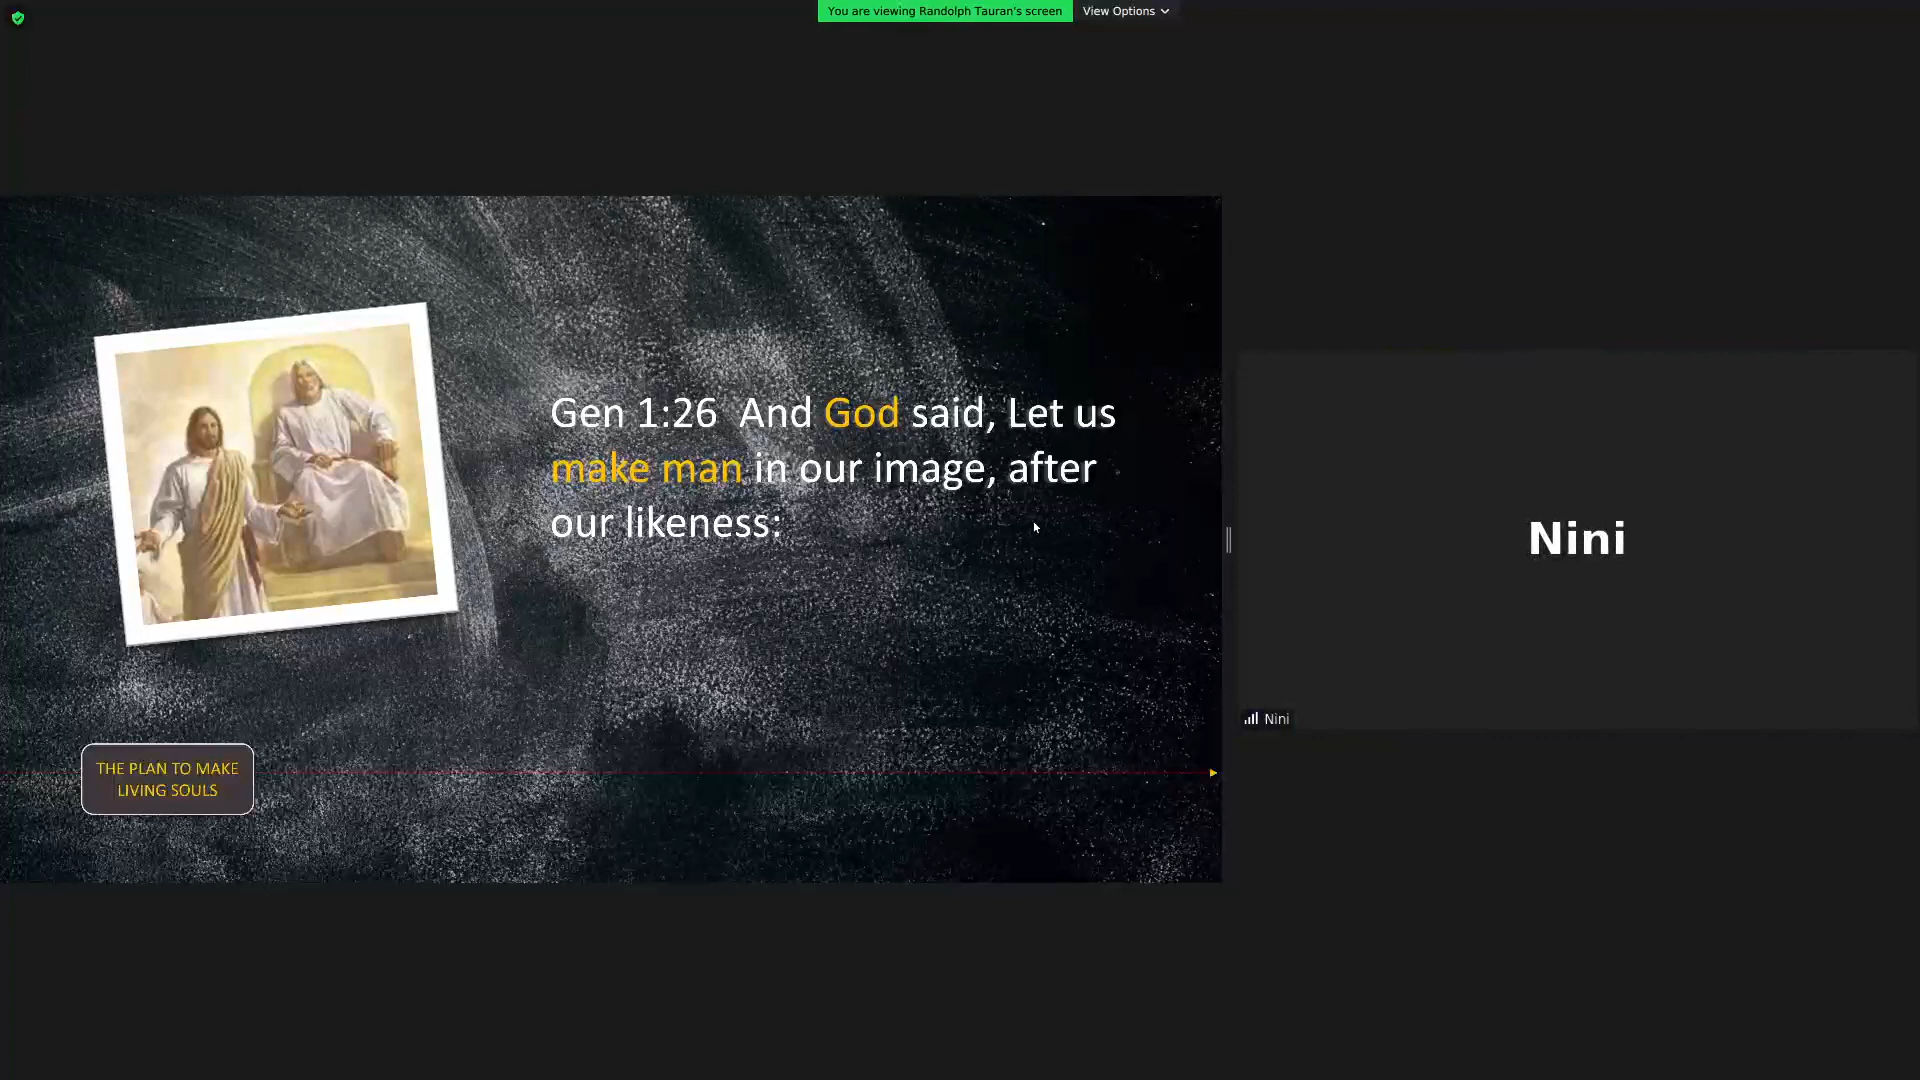 You are viewing Randolph Tauran's screen
View Options
Gen 1:26 And God said, Let us
make man in our image, after
our likeness:
THE PLAN TO MAKE
LIVING SOULS
Nini
Nini